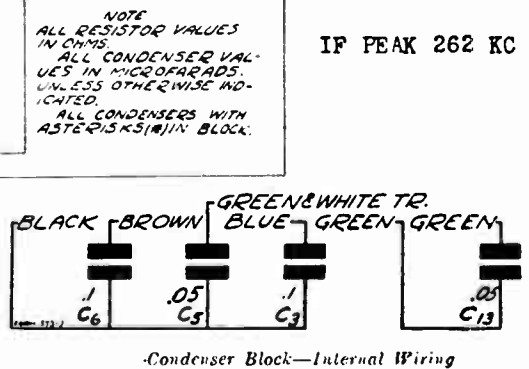 NOTE
ALL RESISTOR VALUES
IN OHMS.
ALL CONDENSER VAL-
UES IN MICROFARADS.
UNLESS OTHERWISE IND-
ICATED.
ALL CONDENSERS WITH
ASTERISKS(*)IN BLOCK.
IF PEAK 262 KC
GREEN&WHITE TR.
BLACK BROWN BLUE GREEN GREEN
.1 .05 .1 .05
C6 C5 C3 C13
Condenser Block—Internal Wiring